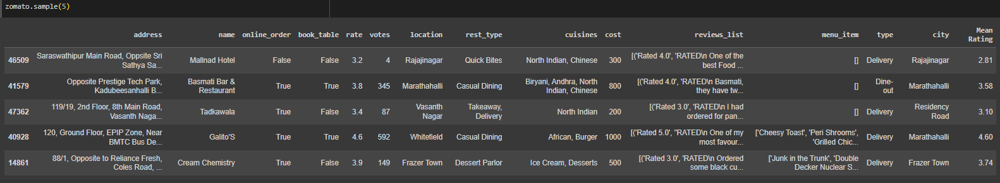 zomato.sample(5)
address name online_order book_table rate votes location rest_type cuisines cost reviews_list menu_item type city Mean Rating
46509 Saraswathipur Main Road, Oppsite Sri Sathya Sa... Mallnad Hotel False False 3.2 4 Rajajinagar Quick Bites North Indian, Chinese 300 [('Rated 4.0', 'RATED\n One of the best Food ... [] Delivery Rajajinagar 2.81
41579 Opposite Prestige Tech Park, Kadubeesanhalli B... Basmati Bar & Restaurant True True 3.8 345 Marathahalli Casual Dining Biryani, Andhra, North Indian, Chinese 800 [('Rated 4.0', 'RATED\n Basmati, they have tw... [] Dine-out Marathahalli 3.58
47362 119/19, 2nd Floor, 8th Main Road, Vasanth Naga... Tadkawala True False 3.4 87 Vasanth Nagar Takeaway, Delivery North Indian 200 [('Rated 3.0', 'RATED\n I had ordered for pan... [] Delivery Residency Road 3.10
40928 120, Ground Floor, EPIP Zone, Near BMTC Bus De... Galito'S True True 4.6 592 Whitefield Casual Dining African, Burger 1000 [('Rated 5.0', "RATED\n One of my most favour... ['Cheesy Toast', 'Peri Shrooms', 'Grilled Chic... Delivery Marathahalli 4.60
14861 88/1, Opposite to Reliance Fresh, Coles Road, ... Cream Chemistry True False 3.9 149 Frazer Town Dessert Parlor Ice Cream, Desserts 500 [('Rated 3.0', 'RATED\n Ordered some black cu... ['Junk in the Trunk', 'Double Decker Nuclear S... Delivery Frazer Town 3.74